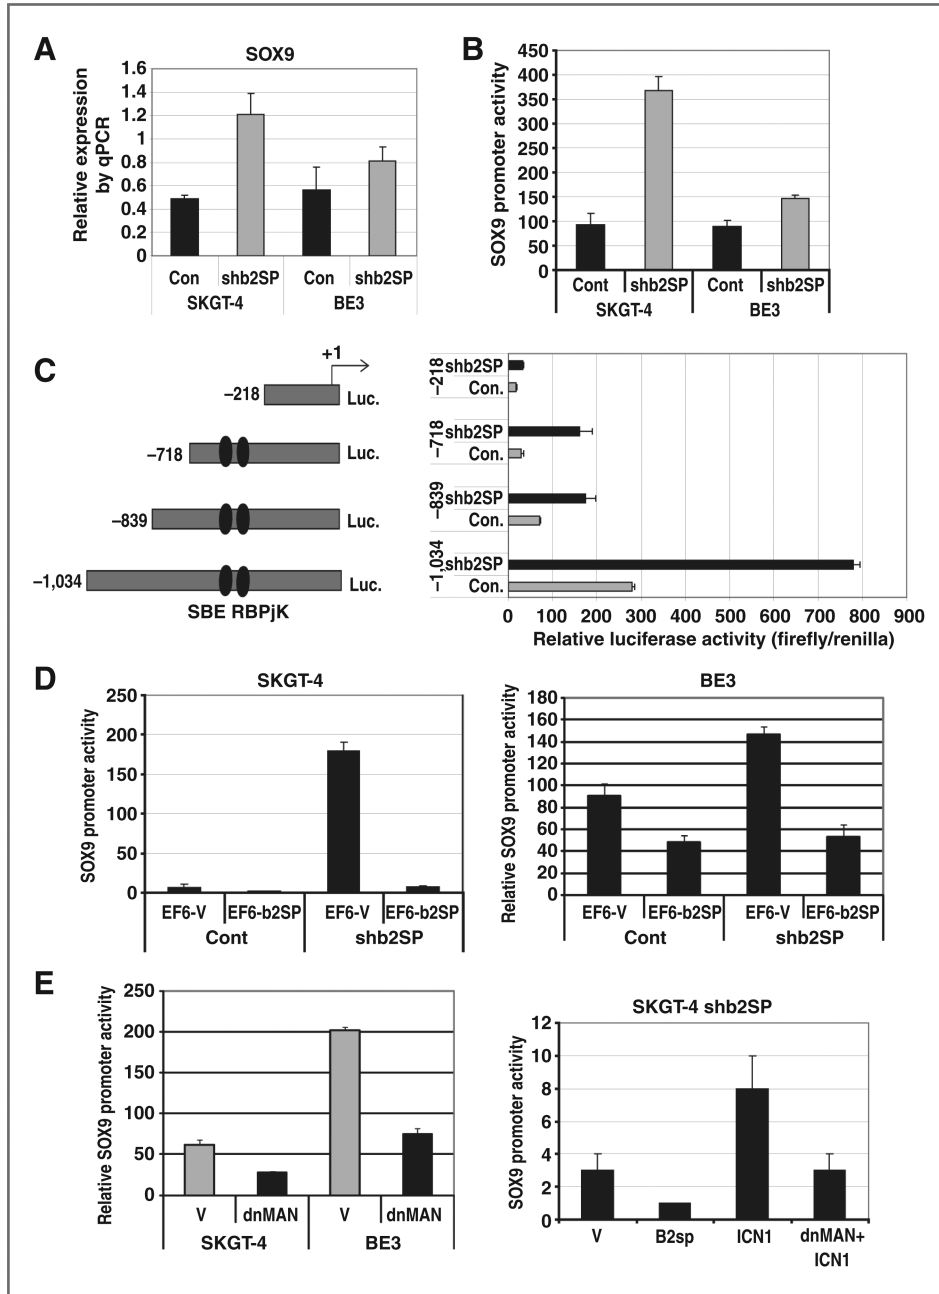 A
SOX9
Relative expression
by qPCR
1.6
1.4
1.2
1
0.8
0.6
0.4
0.2
0
Con shb2SP Con shb2SP
SKGT-4 BE3
B
SOX9 promoter activity
450
400
350
300
250
200
150
100
50
0
Cont shb2SP Cont shb2SP
SKGT-4 BE3
C
+1
−218 Luc.
−718 Luc.
−839 Luc.
−1,034 Luc.
SBE RBPjK
−218 shb2SP
Con.
−718 shb2SP
Con.
−839 shb2SP
Con.
−1,034 shb2SP
Con.
0 100 200 300 400 500 600 700 800 900
Relative luciferase activity (firefly/renilla)
D
SKGT-4
SOX9 promoter activity
250
200
150
100
50
0
EF6-V EF6-b2SP EF6-V EF6-b2SP
Cont shb2SP
BE3
Relative SOX9 promoter activity
180
160
140
120
100
80
60
40
20
0
EF6-V EF6-b2SP EF6-V EF6-b2SP
Cont shb2SP
E
Relative SOX9 promoter activity
250
200
150
100
50
0
V dnMAN V dnMAN
SKGT-4 BE3
SKGT-4 shb2SP
SOX9 promoter activity
12
10
8
6
4
2
0
V B2sp ICN1 dnMAN+
ICN1